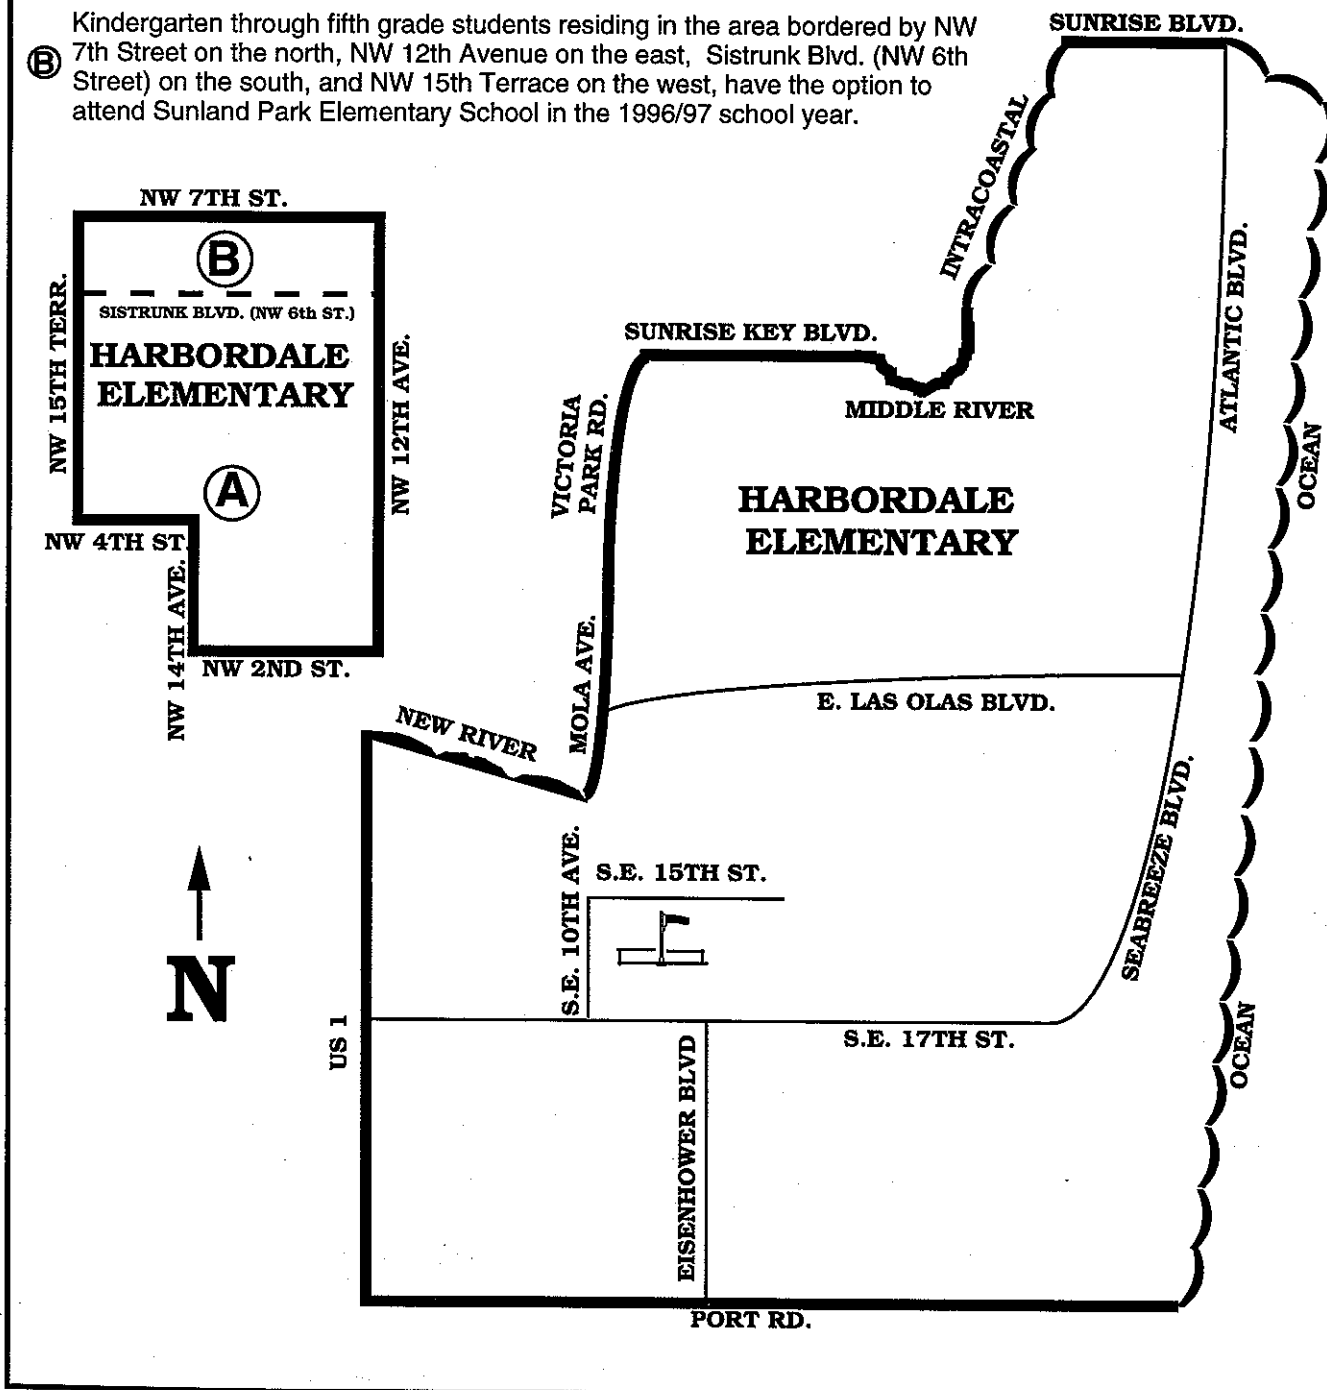 Kindergarten through fifth grade students residing in the area bordered by NW
B 7th Street on the north, NW 12th Avenue on the east, Sistrunk Blvd. (NW 6th
Street) on the south, and NW 15th Terrace on the west, have the option to
attend Sunland Park Elementary School in the 1996/97 school year.
SUNRISE BLVD.
INTRACOASTAL
NW 7TH ST.
B
NW 15TH TERR.
SISTRUNK BLVD. (NW 6th ST.)
HARBORDALE
ELEMENTARY
NW 12TH AVE.
A
NW 4TH ST.
NW 14TH AVE.
NW 2ND ST.
ATLANTIC BLVD.
SUNRISE KEY BLVD.
MIDDLE RIVER
VICTORIA
PARK RD.
OCEAN
HARBORDALE
ELEMENTARY
MOLA AVE.
E. LAS OLAS BLVD.
NEW RIVER
SEABREEZE BLVD.
S.E. 10TH AVE.
S.E. 15TH ST.
N
US 1
S.E. 17TH ST.
OCEAN
EISENHOWER BLVD
PORT RD.